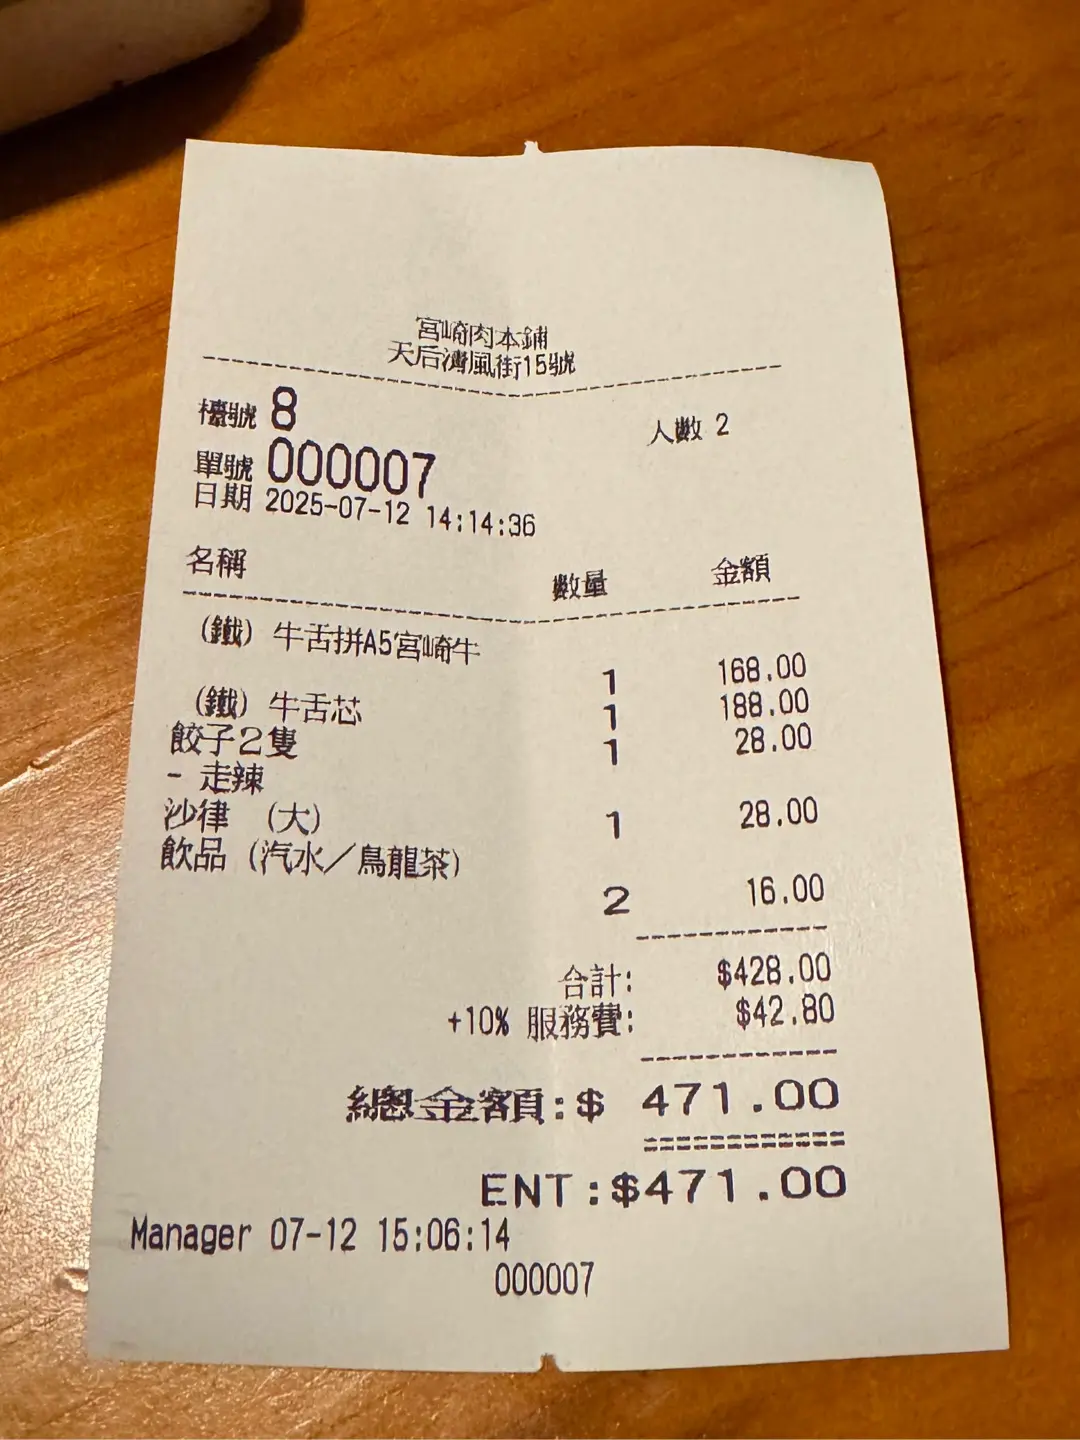 宮崎肉本鋪
天后清風街15號
檯號 8 人數 2
單號 000007
日期 2025-07-12 14:14:36
名稱 數量 金額
(鐵) 牛舌拼A5宮崎牛
1 168.00
(鐵) 牛舌芯 1 188.00
餃子2隻 1 28.00
- 走辣
沙律 (大) 1 28.00
飲品 (汽水／烏龍茶)
2 16.00
合計: $428.00
+10% 服務費: $42.80
總金額:$ 471.00
ENT:$471.00
Manager 07-12 15:06:14
000007